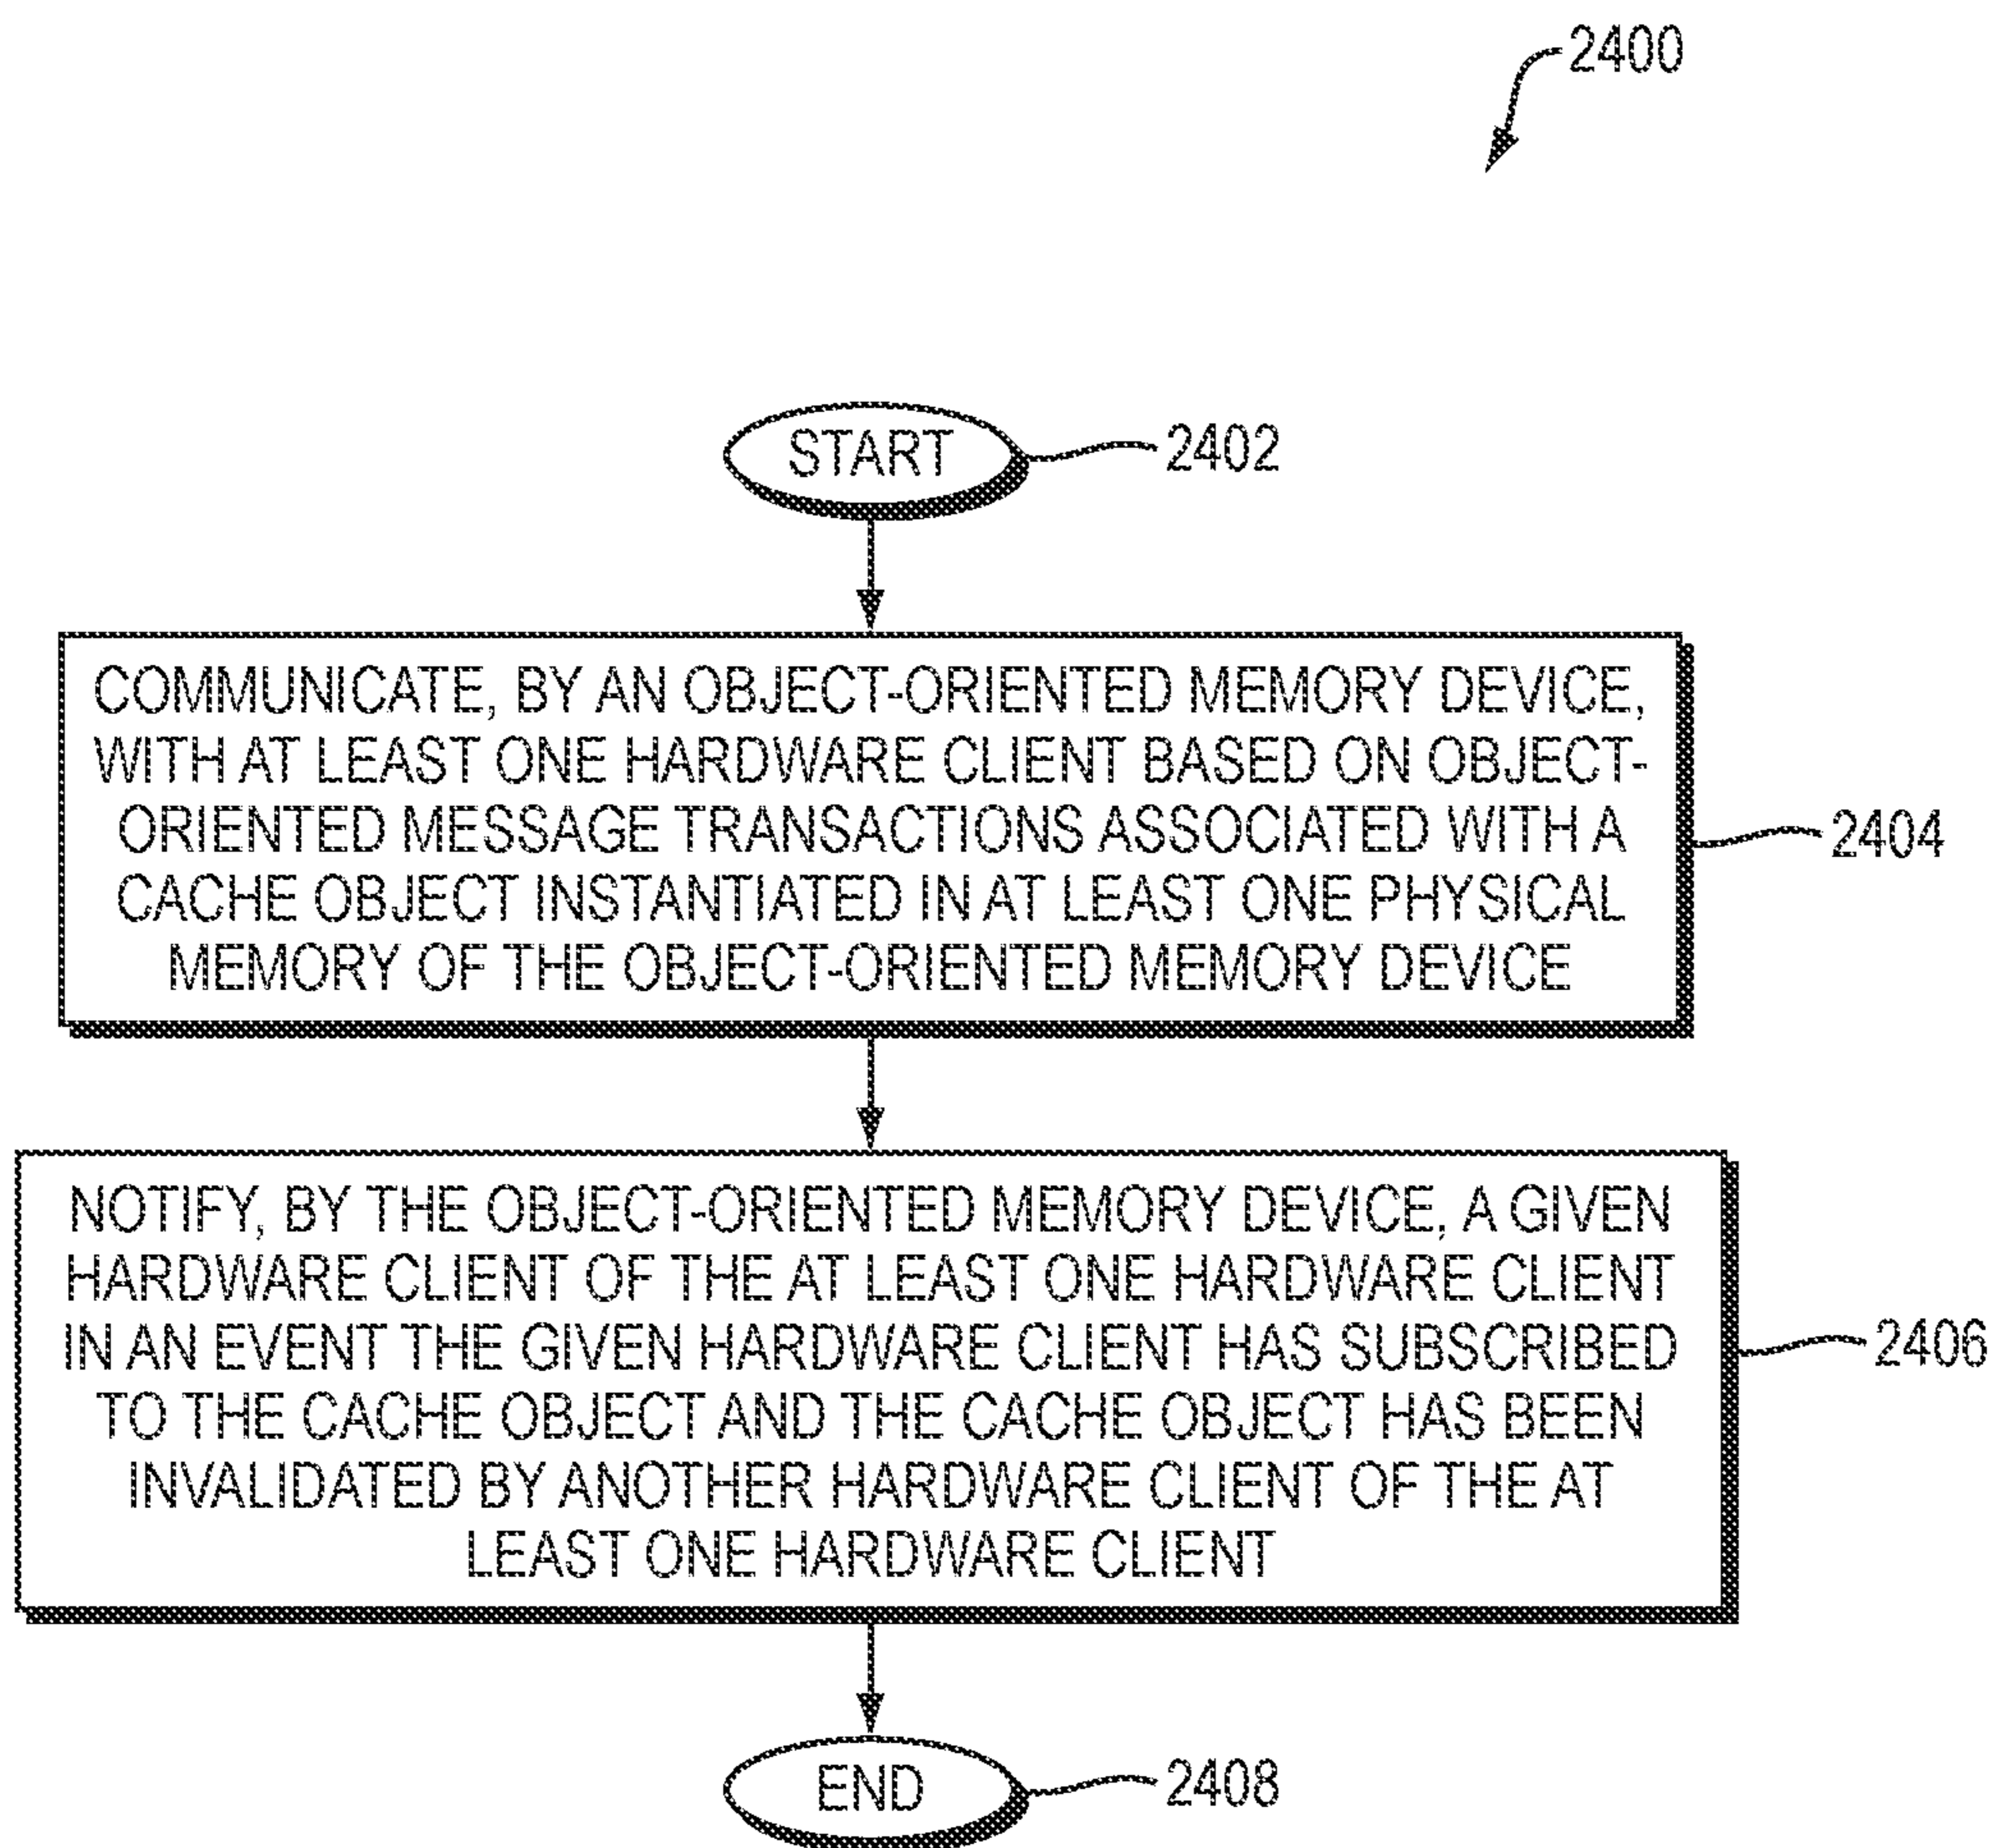 2400
START
2402
COMMUNICATE, BY AN OBJECT-ORIENTED MEMORY DEVICE,
WITH AT LEAST ONE HARDWARE CLIENT BASED ON OBJECT-
ORIENTED MESSAGE TRANSACTIONS ASSOCIATED WITH A
CACHE OBJECT INSTANTIATED IN AT LEAST ONE PHYSICAL
MEMORY OF THE OBJECT-ORIENTED MEMORY DEVICE
2404
NOTIFY, BY THE OBJECT-ORIENTED MEMORY DEVICE, A GIVEN
HARDWARE CLIENT OF THE AT LEAST ONE HARDWARE CLIENT
IN AN EVENT THE GIVEN HARDWARE CLIENT HAS SUBSCRIBED
TO THE CACHE OBJECT AND THE CACHE OBJECT HAS BEEN
INVALIDATED BY ANOTHER HARDWARE CLIENT OF THE AT
LEAST ONE HARDWARE CLIENT
2406
END
2408